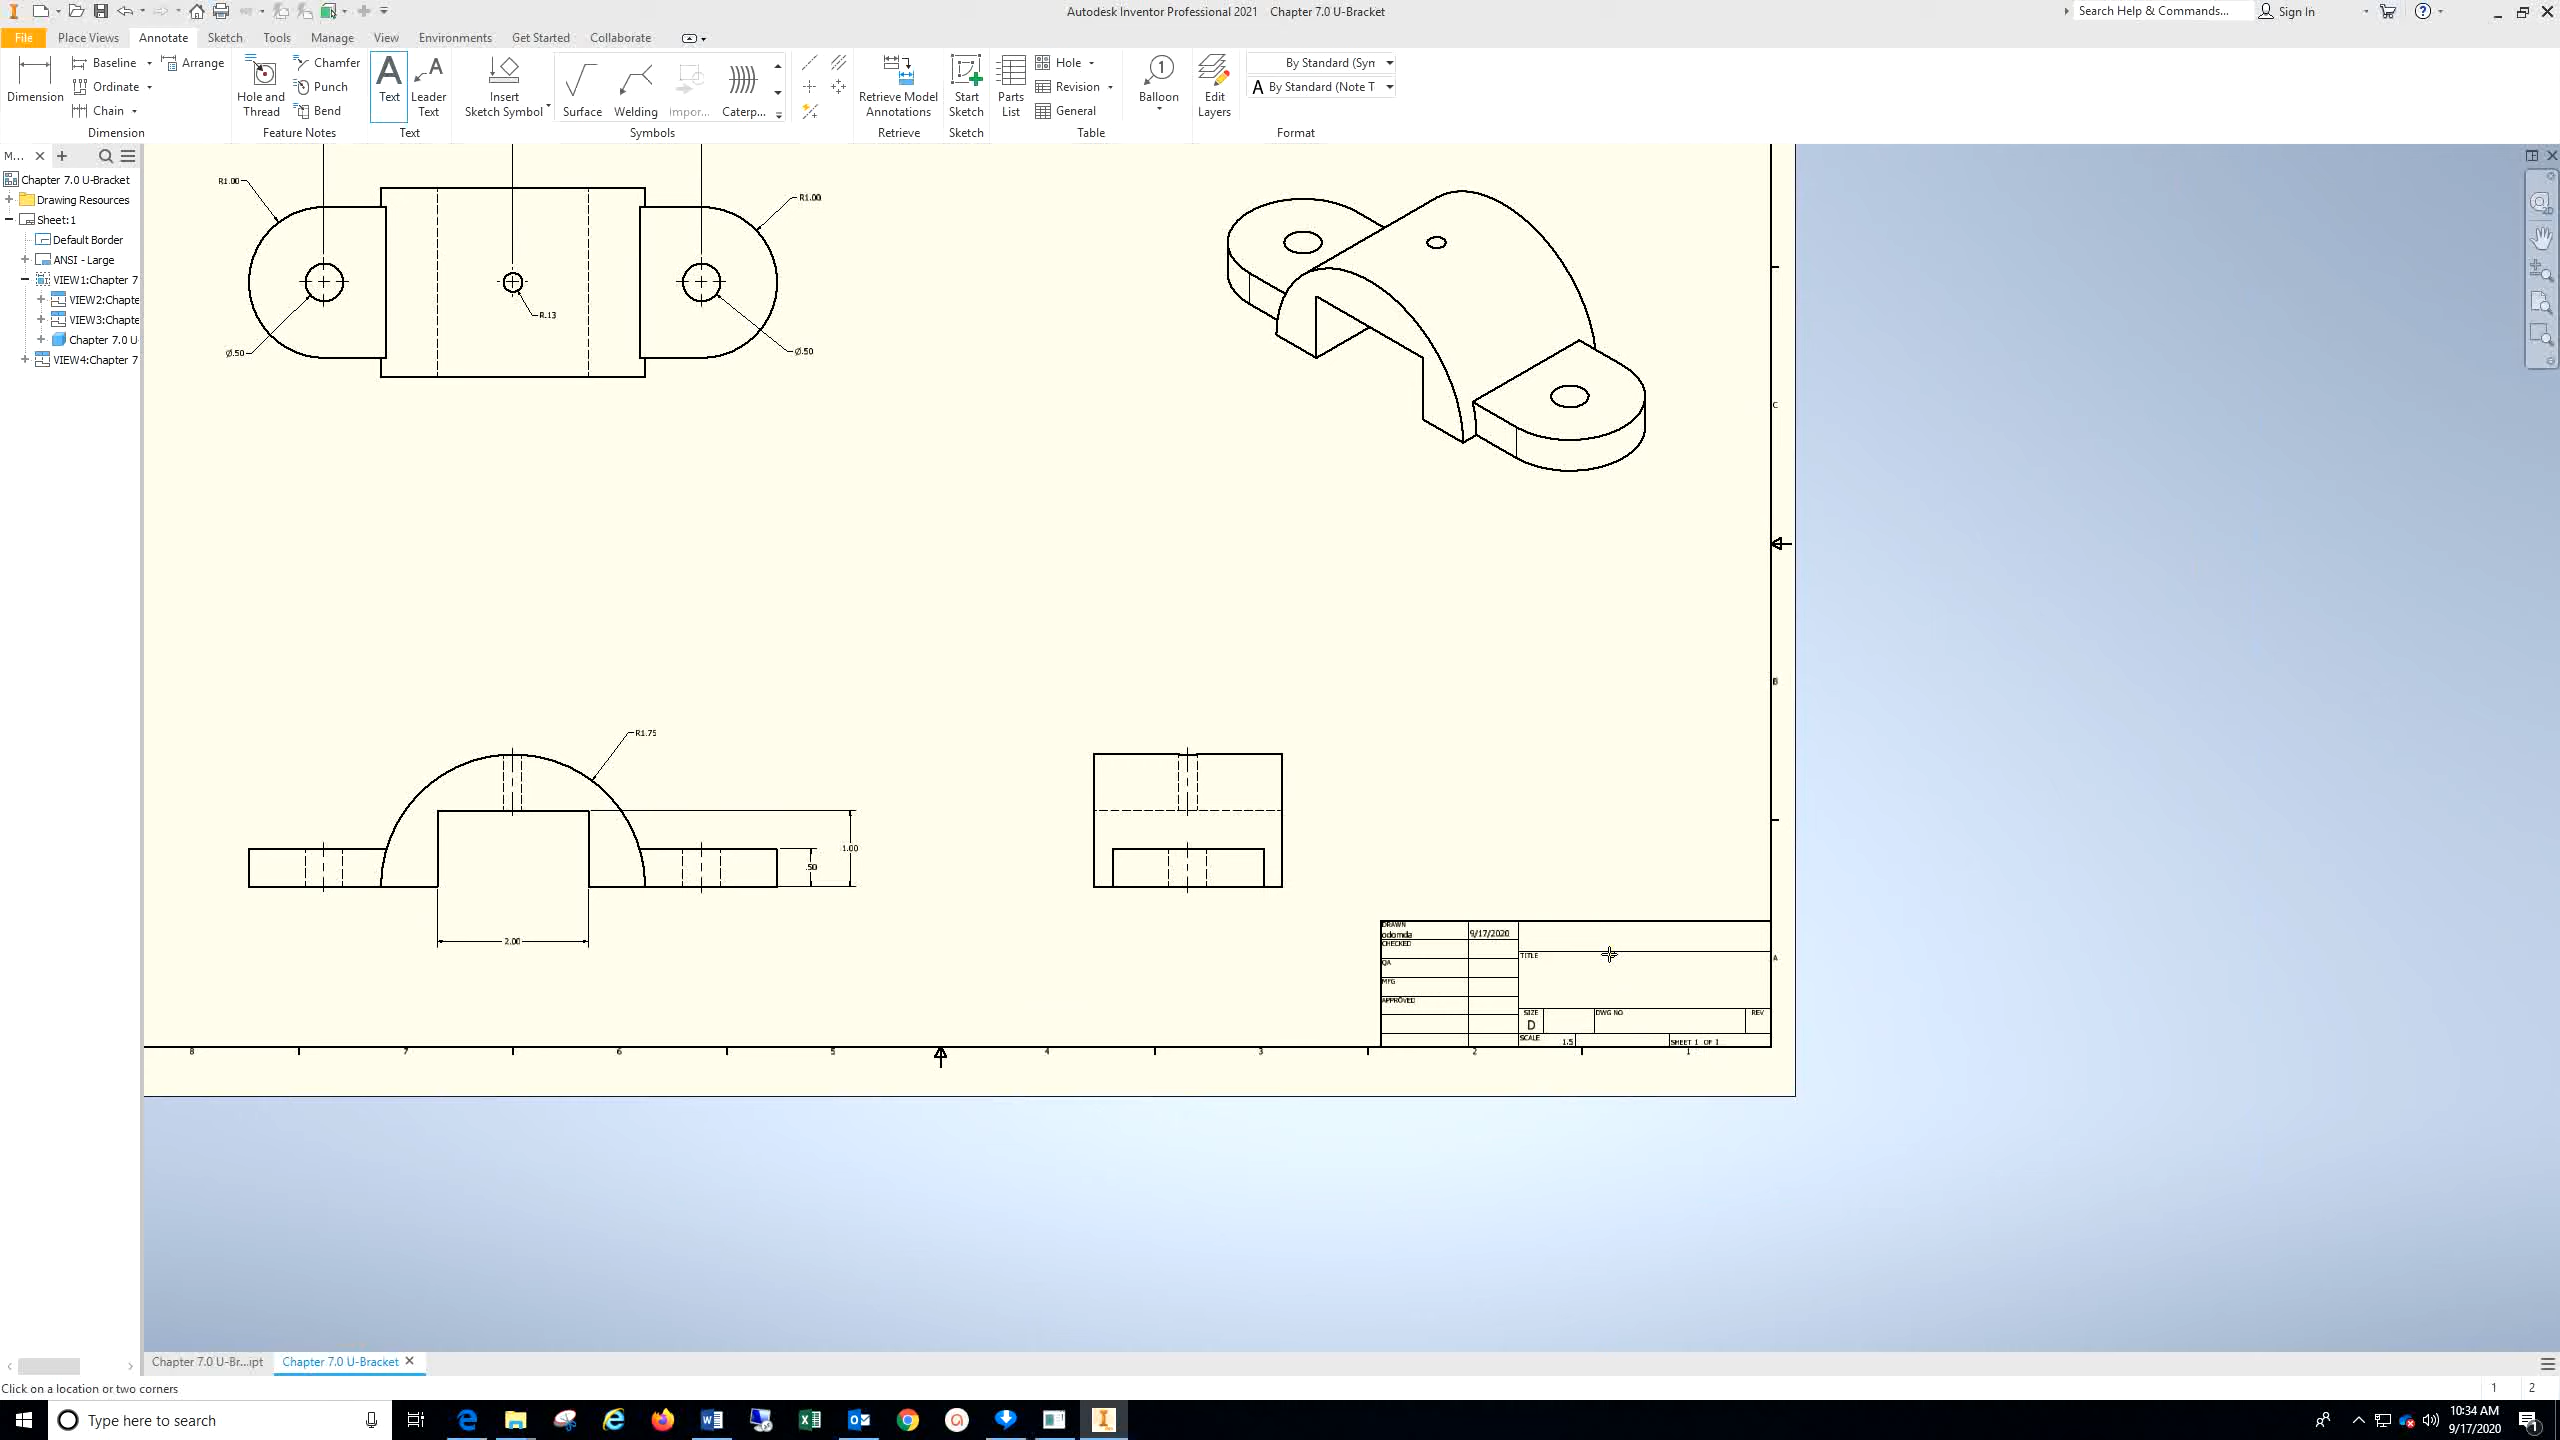 Autodesk Inventor Professional 2021 Chapter 7.0 U-Bracket
Search Help & Commands...
Sign In
File
Place Views
Annotate
Sketch
Tools
Manage
View
Environments
Get Started
Collaborate
Dimension
Baseline
Ordinate
Chain
Arrange
Dimension
Hole and Thread
Chamfer
Punch
Bend
Feature Notes
Text
Leader Text
Text
Insert Sketch Symbol
Surface
Welding
Impor...
Caterp...
Symbols
Retrieve Model Annotations
Retrieve
Start Sketch
Sketch
Parts List
Hole
Revision
General
Table
Balloon
Edit Layers
By Standard (Syn
By Standard (Note T
Format
M...
Chapter 7.0 U-Bracket
Drawing Resources
Sheet:1
Default Border
ANSI - Large
VIEW1:Chapter 7
VIEW2:Chapte
VIEW3:Chapte
Chapter 7.0 U-
VIEW4:Chapter 7
R1.00
R1.00
R.13
Ø.50
Ø.50
C
B
R1.75
1.00
.50
2.00
DRAWN
odomda
9/17/2020
CHECKED
QA
MFG
APPROVED
TITLE
A
SIZE
D
DWG NO
REV
SCALE
1:5
SHEET 1 OF 1
8 7 6 5 4 3 2 1
Chapter 7.0 U-Br...ipt
Chapter 7.0 U-Bracket
Click on a location or two corners
1 2
Type here to search
10:34 AM
9/17/2020